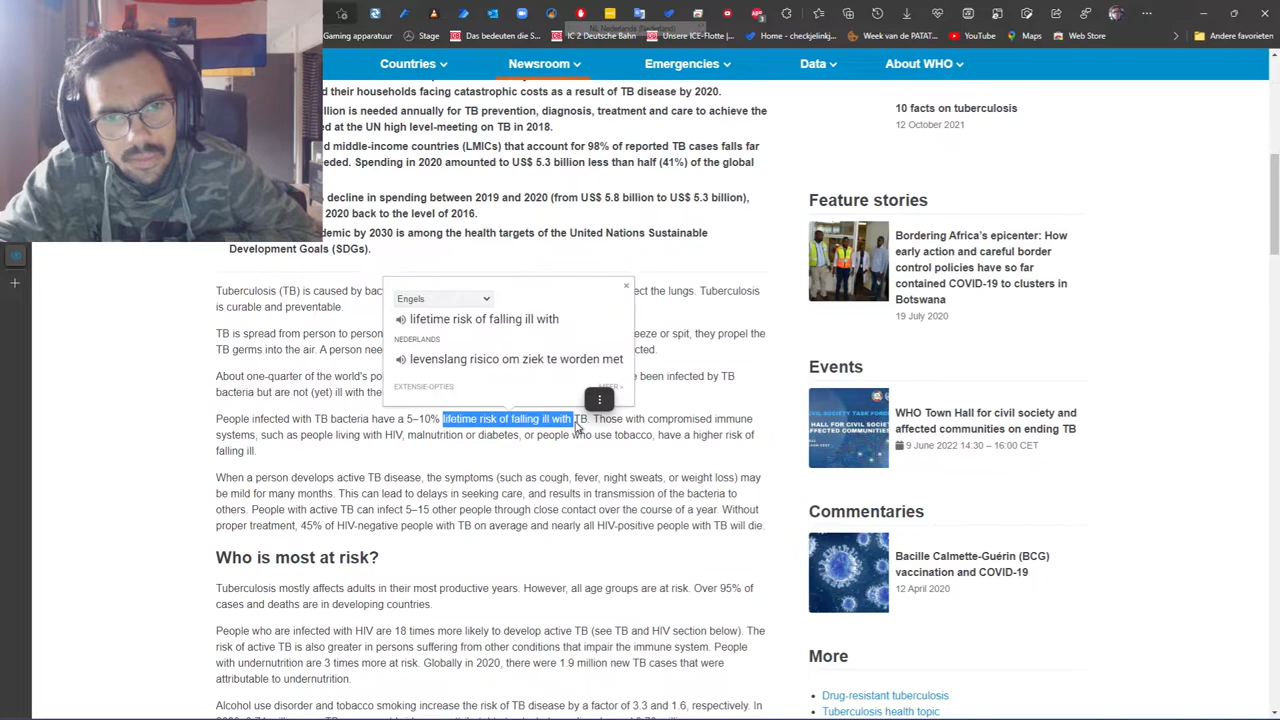 NL Nederlands (Nederland)
Gaming apparatuur
Stage
Das bedeuten die S...
IC 2 Deutsche Bahn
Unsere ICE-Flotte |...
Home - checkjelinkj...
Week van de PATAT...
YouTube
Maps
Web Store
Andere favorieten
Countries
Newsroom
Emergencies
Data
About WHO
d their households facing catastrophic costs as a result of TB disease by 2020.
illion is needed annually for TB prevention, diagnosis, treatment and care to achieve the
ed at the UN high level-meeting on TB in 2018.
d middle-income countries (LMICs) that account for 98% of reported TB cases falls far
eeded. Spending in 2020 amounted to US$ 5.3 billion less than half (41%) of the global
decline in spending between 2019 and 2020 (from US$ 5.8 billion to US$ 5.3 billion),
2020 back to the level of 2016.
demic by 2030 is among the health targets of the United Nations Sustainable
Development Goals (SDGs).
Tuberculosis (TB) is caused by bac
ect the lungs. Tuberculosis
is curable and preventable.
TB is spread from person to person
eeze or spit, they propel the
TB germs into the air. A person nee
ected.
About one-quarter of the world's po
been infected by TB
bacteria but are not (yet) ill with the
Engels
lifetime risk of falling ill with
NEDERLANDS
levenslang risico om ziek te worden met
EXTENSIE-OPTIES
MEER »
People infected with TB bacteria have a 5–10% lifetime risk of falling ill with TB. Those with compromised immune
systems, such as people living with HIV, malnutrition or diabetes, or people who use tobacco, have a higher risk of
falling ill.
When a person develops active TB disease, the symptoms (such as cough, fever, night sweats, or weight loss) may
be mild for many months. This can lead to delays in seeking care, and results in transmission of the bacteria to
others. People with active TB can infect 5–15 other people through close contact over the course of a year. Without
proper treatment, 45% of HIV-negative people with TB on average and nearly all HIV-positive people with TB will die.
Who is most at risk?
Tuberculosis mostly affects adults in their most productive years. However, all age groups are at risk. Over 95% of
cases and deaths are in developing countries.
People who are infected with HIV are 18 times more likely to develop active TB (see TB and HIV section below). The
risk of active TB is also greater in persons suffering from other conditions that impair the immune system. People
with undernutrition are 3 times more at risk. Globally in 2020, there were 1.9 million new TB cases that were
attributable to undernutrition.
Alcohol use disorder and tobacco smoking increase the risk of TB disease by a factor of 3.3 and 1.6, respectively. In
10 facts on tuberculosis
12 October 2021
Feature stories
Bordering Africa's epicenter: How
early action and careful border
control policies have so far
contained COVID-19 to clusters in
Botswana
19 July 2020
Events
WHO Town Hall for civil society and
affected communities on ending TB
9 June 2022 14:30 – 16:00 CET
Commentaries
Bacille Calmette-Guérin (BCG)
vaccination and COVID-19
12 April 2020
More
Drug-resistant tuberculosis
Tuberculosis health topic